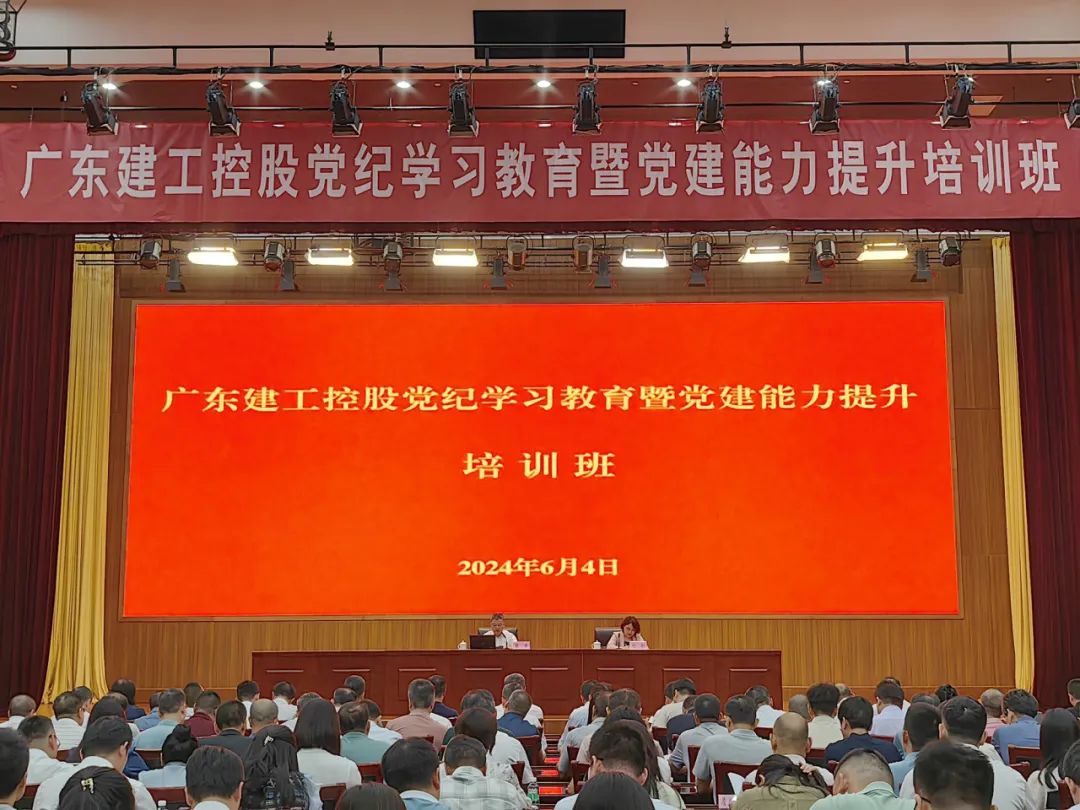 广东建工控股党纪学习教育暨党建能力提升培训班
广东建工控股党纪学习教育暨党建能力提升
培训班
2024年6月4日